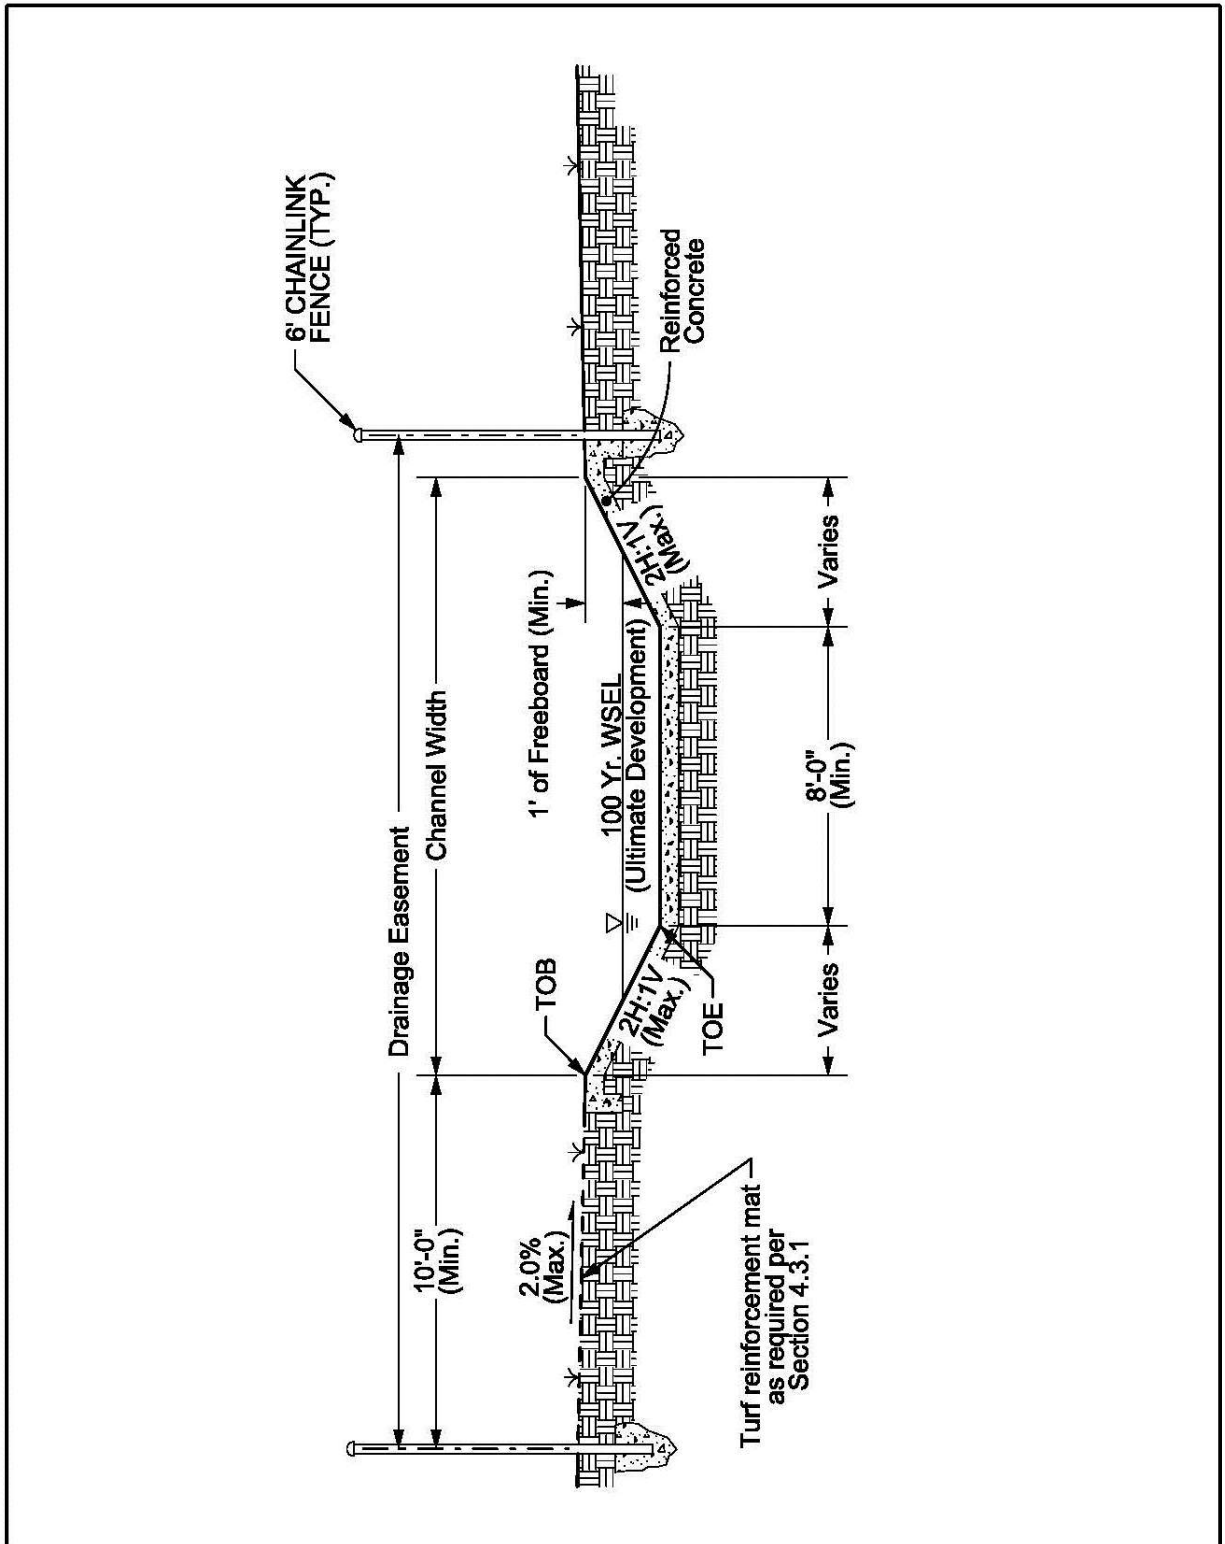 6' CHAINLINK
FENCE (TYP.)
Drainage Easement
10'-0"
(Min.)
Channel Width
2.0%
(Max.)
TOB
1' of Freeboard (Min.)
100 Yr. WSEL
(Ultimate Development)
2H:1V
(Max.)
2H:1V
(Max.)
Reinforced
Concrete
TOE
Turf reinforcement mat
as required per
Section 4.3.1
Varies
8'-0"
(Min.)
Varies